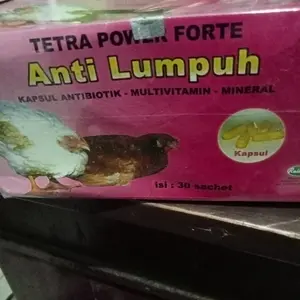 TETRA POWER FORTE
Anti Lumpuh
KAPSUL ANTIBIOTIK - MULTIVITAMIN - MINERAL
Kapsul
isi : 30 sachet